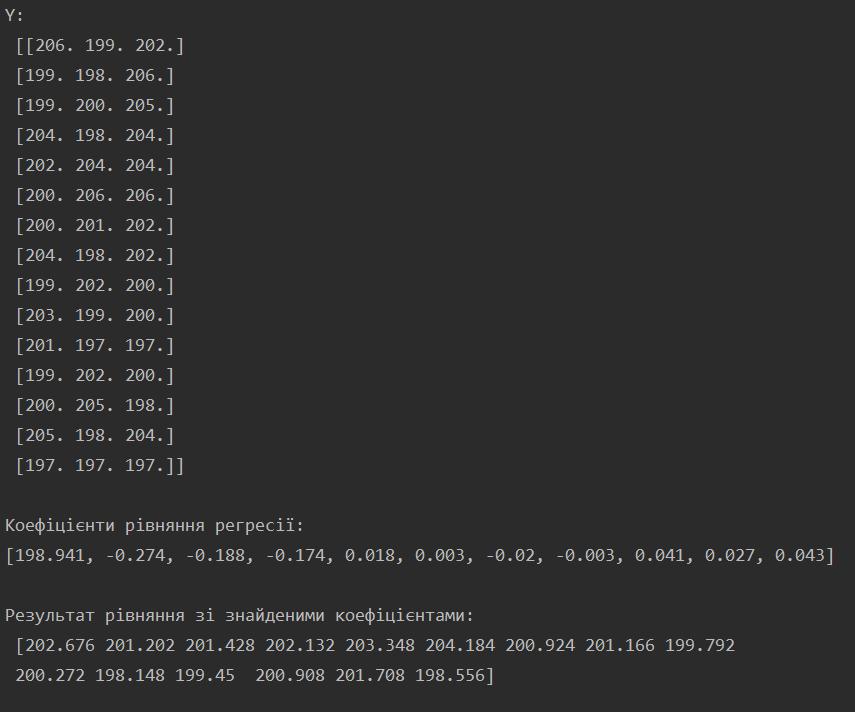 Y:
[[206. 199. 202.]
[199. 198. 206.]
[199. 200. 205.]
[204. 198. 204.]
[202. 204. 204.]
[200. 206. 206.]
[200. 201. 202.]
[204. 198. 202.]
[199. 202. 200.]
[203. 199. 200.]
[201. 197. 197.]
[199. 202. 200.]
[200. 205. 198.]
[205. 198. 204.]
[197. 197. 197.]]
Коефіцієнти рівняння регресії:
[198.941, -0.274, -0.188, -0.174, 0.018, 0.003, -0.02, -0.003, 0.041, 0.027, 0.043]
Результат рівняння зі знайденими коефіцієнтами:
[202.676 201.202 201.428 202.132 203.348 204.184 200.924 201.166 199.792
200.272 198.148 199.45  200.908 201.708 198.556]